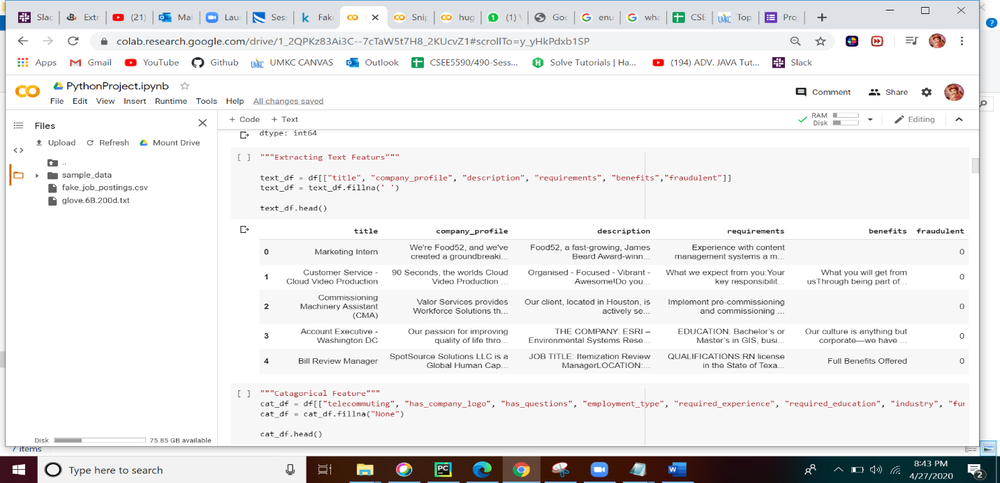 Slac
Extr
(21)
Mai
Lau
Ses
Fak
Snip
hug
(1)
Goo
enu
wha
CSE
Top
Pro
colab.research.google.com/drive/1_2QPKz83Ai3C--7cTaW5t7H8_2KUcvZ1#scrollTo=y_yHkPdxb1SP
Apps
Gmail
YouTube
Github
UMKC CANVAS
Outlook
CSEE5590/490-Sess...
Solve Tutorials | Ha...
(194) ADV. JAVA Tut...
Slack
PythonProject.ipynb
File Edit View Insert Runtime Tools Help All changes saved
Comment
Share
Files
Upload Refresh Mount Drive
..
sample_data
fake_job_postings.csv
glove.6B.200d.txt
+ Code + Text
RAM
Disk
Editing
dtype: int64
[ ] """Extracting Text Featurs"""
text_df = df[["title", "company_profile", "description", "requirements", "benefits","fraudulent"]]
text_df = text_df.fillna(' ')
text_df.head()
title company_profile description requirements benefits fraudulent
0 Marketing Intern We're Food52, and we've created a groundbreaki... Food52, a fast-growing, James Beard Award-winn... Experience with content management systems a m... 0
1 Customer Service - Cloud Video Production 90 Seconds, the worlds Cloud Video Production ... Organised - Focused - Vibrant - Awesome!Do you... What we expect from you:Your key responsibilit... What you will get from usThrough being part of... 0
2 Commissioning Machinery Assistant (CMA) Valor Services provides Workforce Solutions th... Our client, located in Houston, is actively se... Implement pre-commissioning and commissioning ... 0
3 Account Executive - Washington DC Our passion for improving quality of life thro... THE COMPANY: ESRI – Environmental Systems Rese... EDUCATION: Bachelor's or Master's in GIS, busi... Our culture is anything but corporate—we have ... 0
4 Bill Review Manager SpotSource Solutions LLC is a Global Human Cap... JOB TITLE: Itemization Review ManagerLOCATION:... QUALIFICATIONS:RN license in the State of Texa... Full Benefits Offered 0
[ ] """Catagorical Feature"""
cat_df = df[["telecommuting", "has_company_logo", "has_questions", "employment_type", "required_experience", "required_education", "industry", "fur
cat_df = cat_df.fillna("None")
cat_df.head()
Disk 75.85 GB available
7 items
Type here to search
8:43 PM
4/27/2020
2